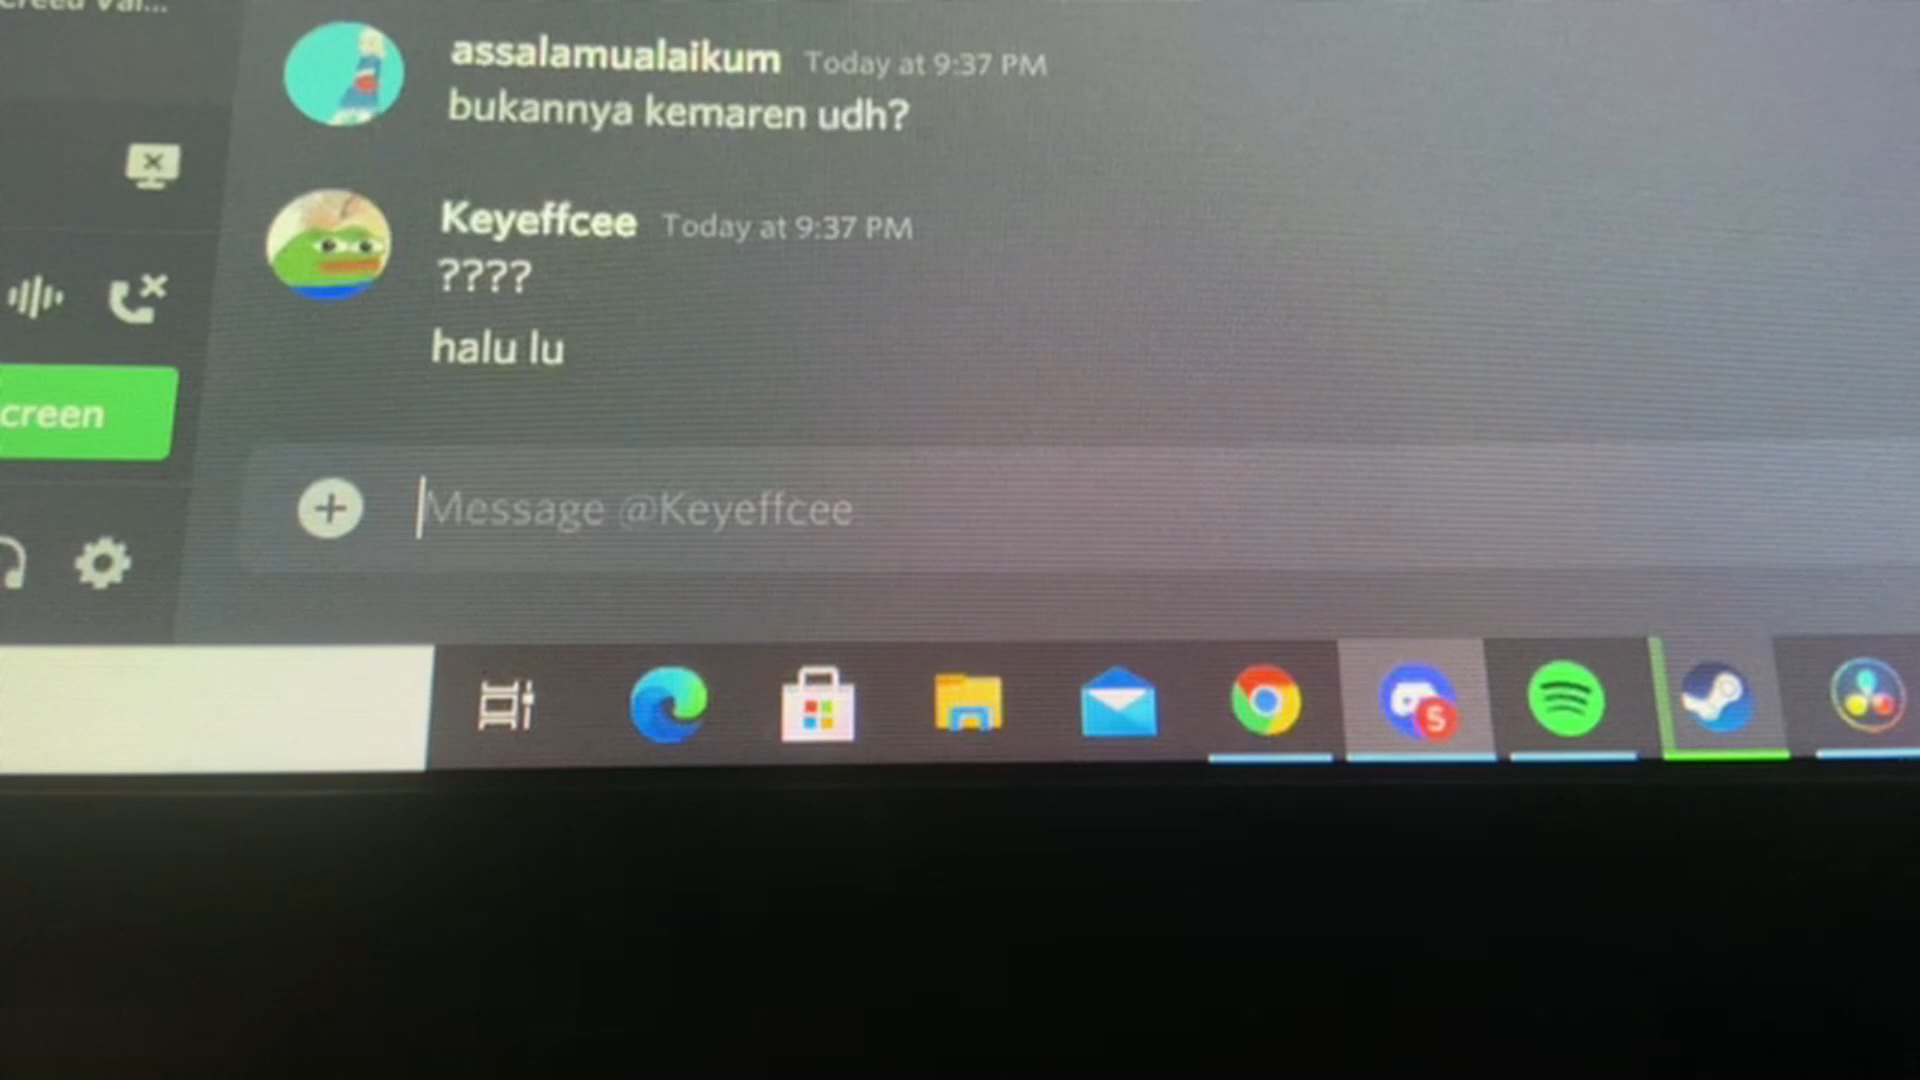 assalamualaikum Today at 9:37 PM
bukannya kemaren udh?
Keyeffcee Today at 9:37 PM
????
halu lu
creen
Message @Keyeffcee
5